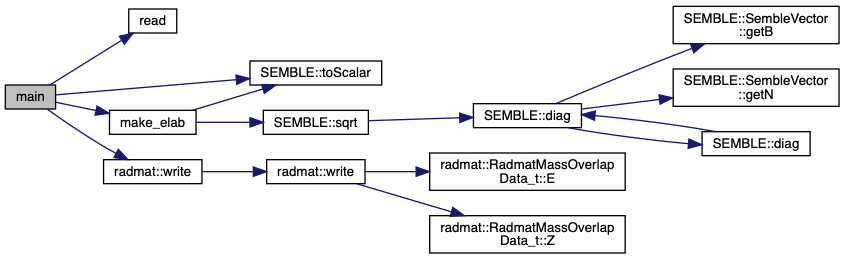 main
read
SEMBLE::toScalar
make_elab
SEMBLE::sqrt
radmat::write
radmat::write
SEMBLE::diag
SEMBLE::SembleVector
::getB
SEMBLE::SembleVector
::getN
SEMBLE::diag
radmat::RadmatMassOverlap
Data_t::E
radmat::RadmatMassOverlap
Data_t::Z